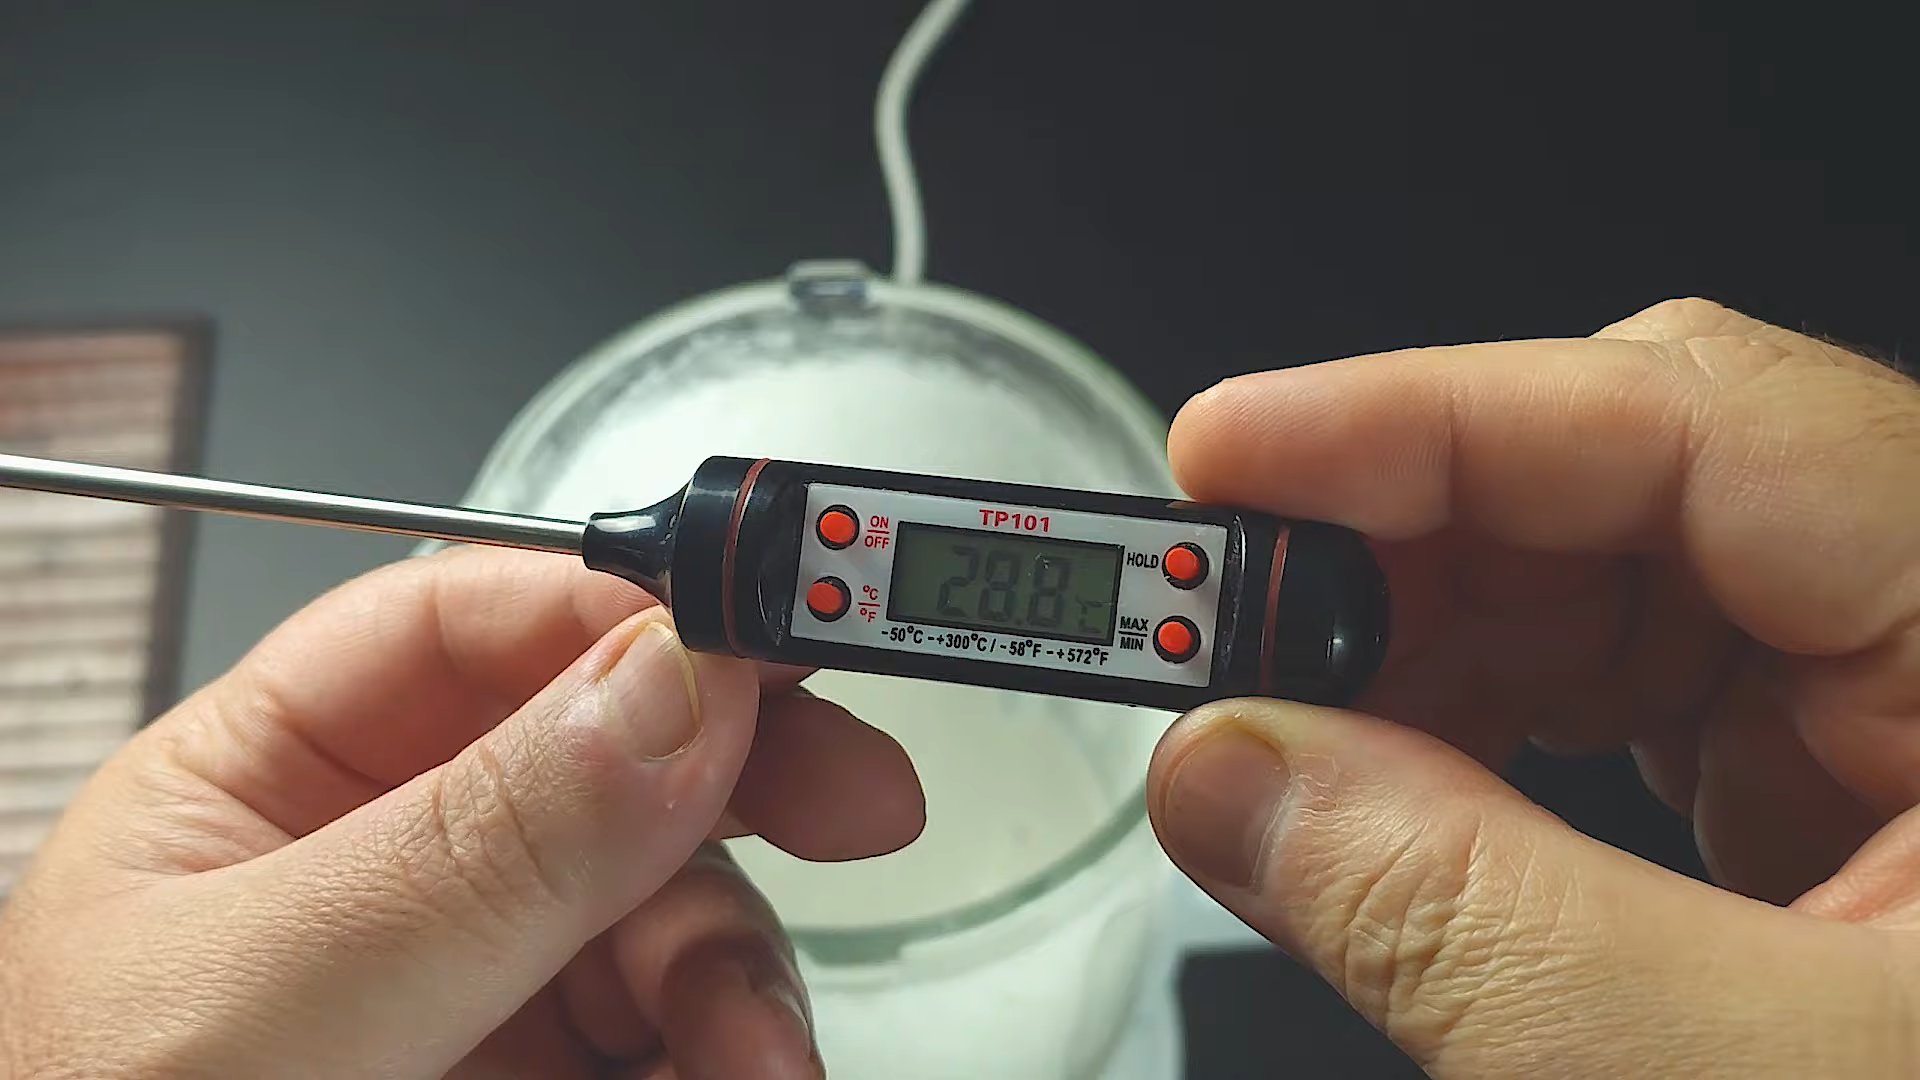 TP101
ON
OFF
°C
°F
28.8°C
HOLD
MAX
MIN
-50°C -+300°C / -58°F -+572°F